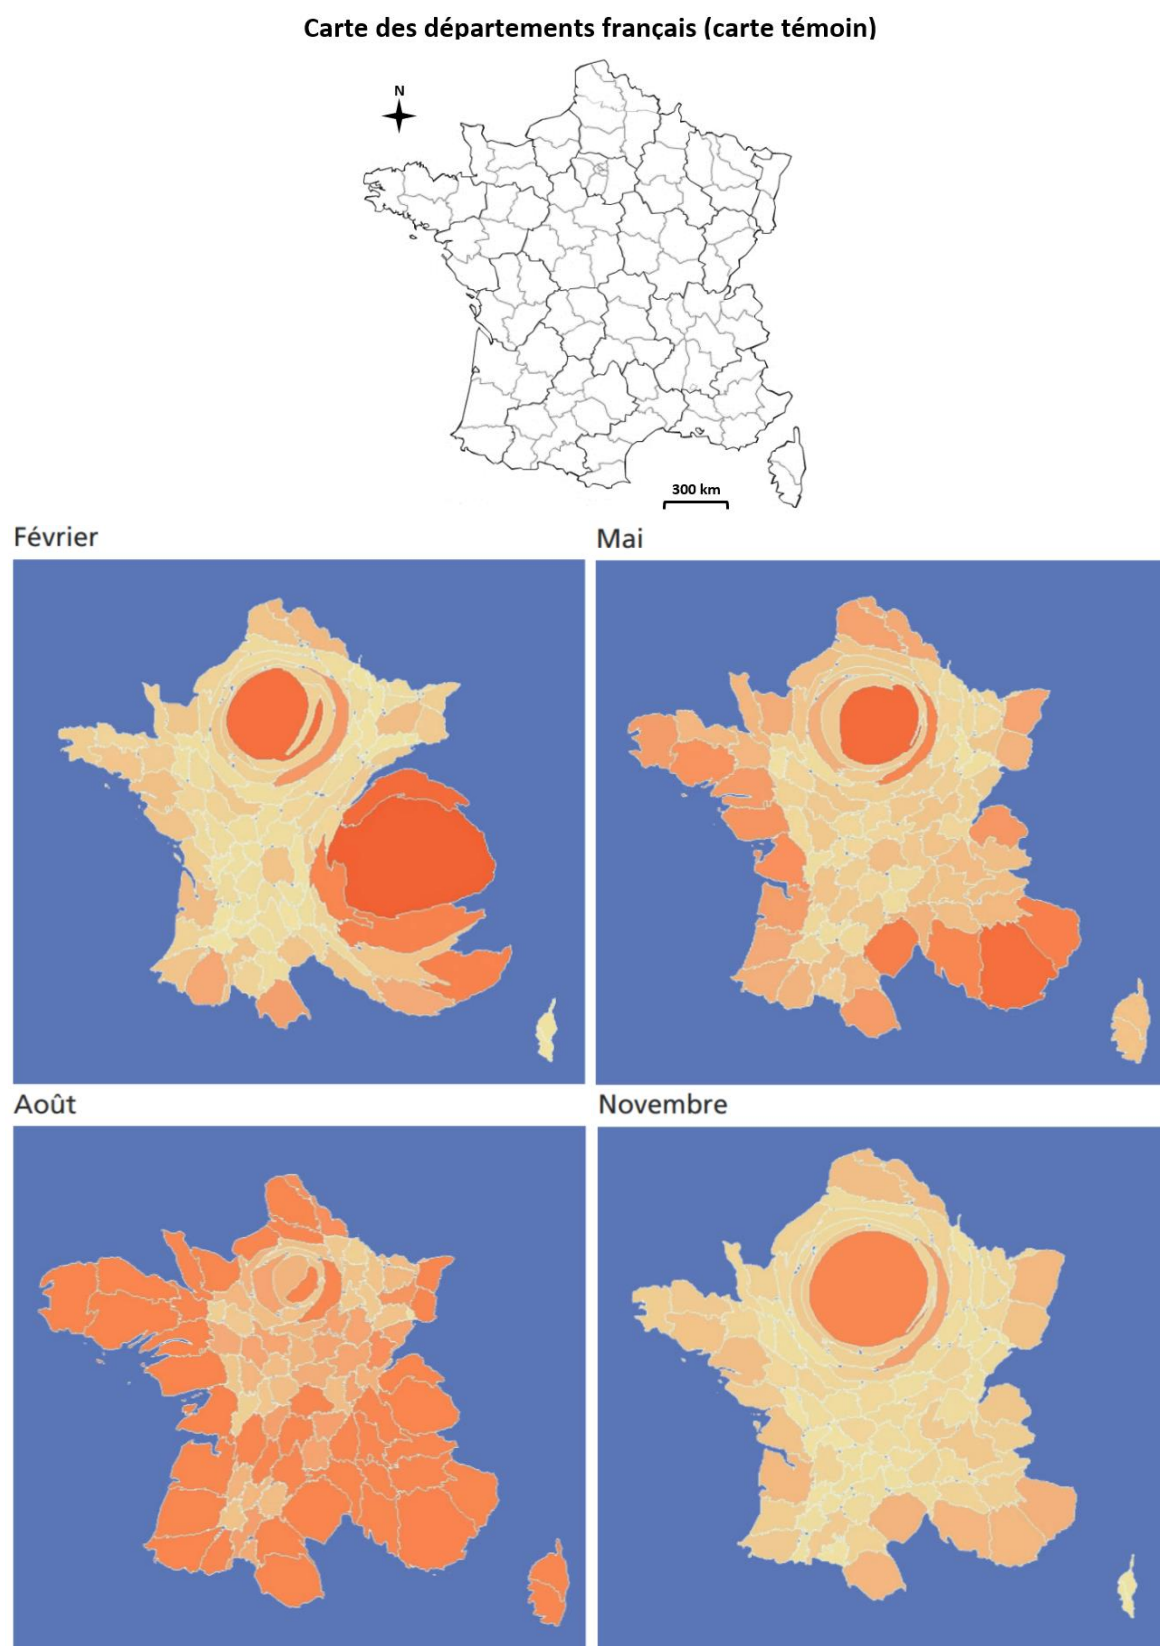 Carte des départements français (carte témoin)
N
300 km
Février
Mai
Août
Novembre